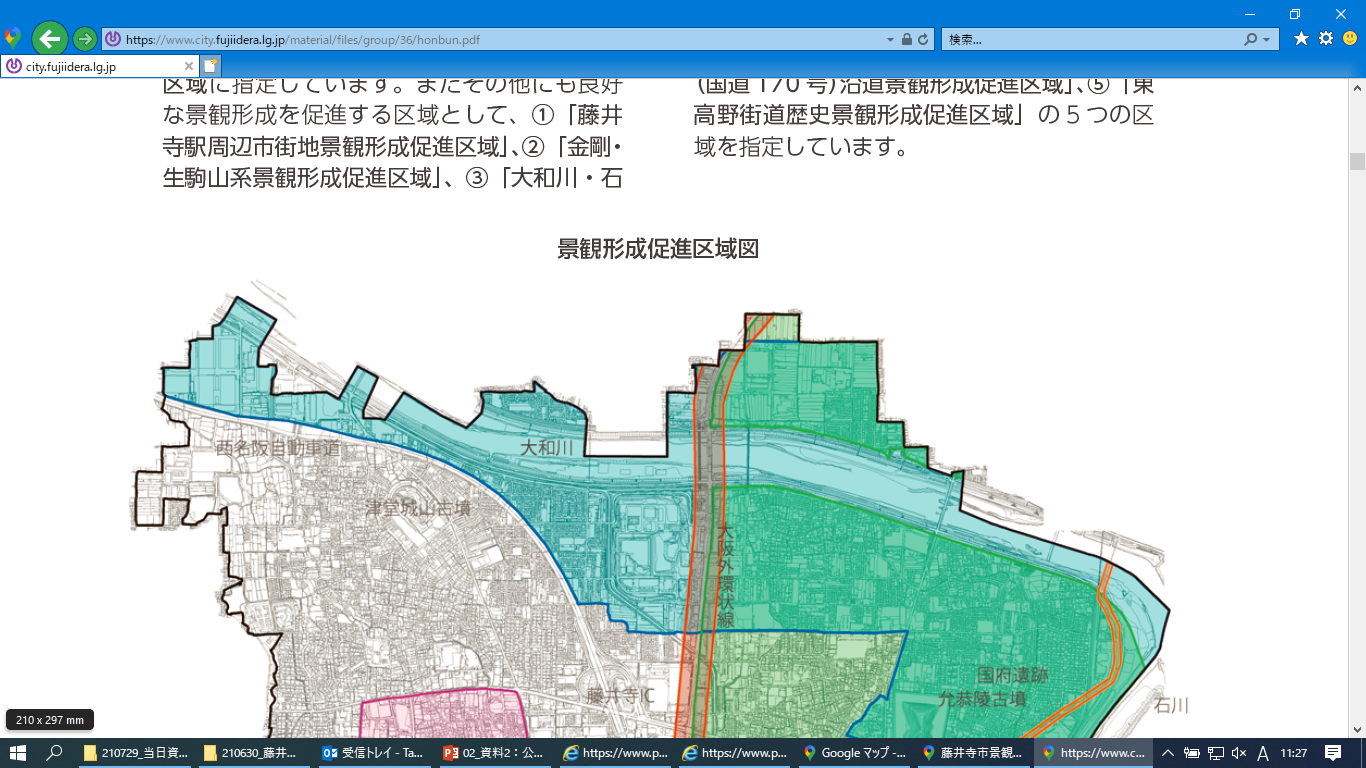 https://www.city.fujiidera.lg.jp/material/files/group/36/honbun.pdf
検索...
city.fujiidera.lg.jp
区域に指定しています。またその他にも良好
な景観形成を促進する区域として、①「藤井
寺駅周辺市街地景観形成促進区域」、②「金剛・
生駒山系景観形成促進区域」、③「大和川・石
(国道170号)沿道景観形成促進区域」、⑤「東
高野街道歴史景観形成促進区域」の5つの区
域を指定しています。
景観形成促進区域図
西名阪自動車道
大和川
津堂城山古墳
大阪外環状線
国府遺跡
允恭陵古墳
藤井寺IC
石川
210 x 297 mm
210729_当日資...
210630_藤井...
受信トレイ - Ta...
02_資料2:公...
https://www.p...
https://www.p...
Google マップ -...
藤井寺市景観...
https://www.c...
A
11:27